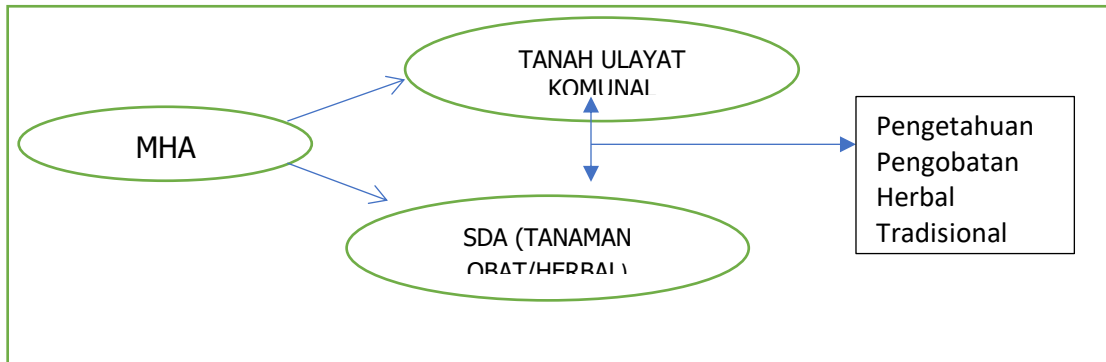 TANAH ULAYAT
KOMUNAL
MHA
SDA (TANAMAN
OBAT/HERBAL)
Pengetahuan
Pengobatan
Herbal
Tradisional